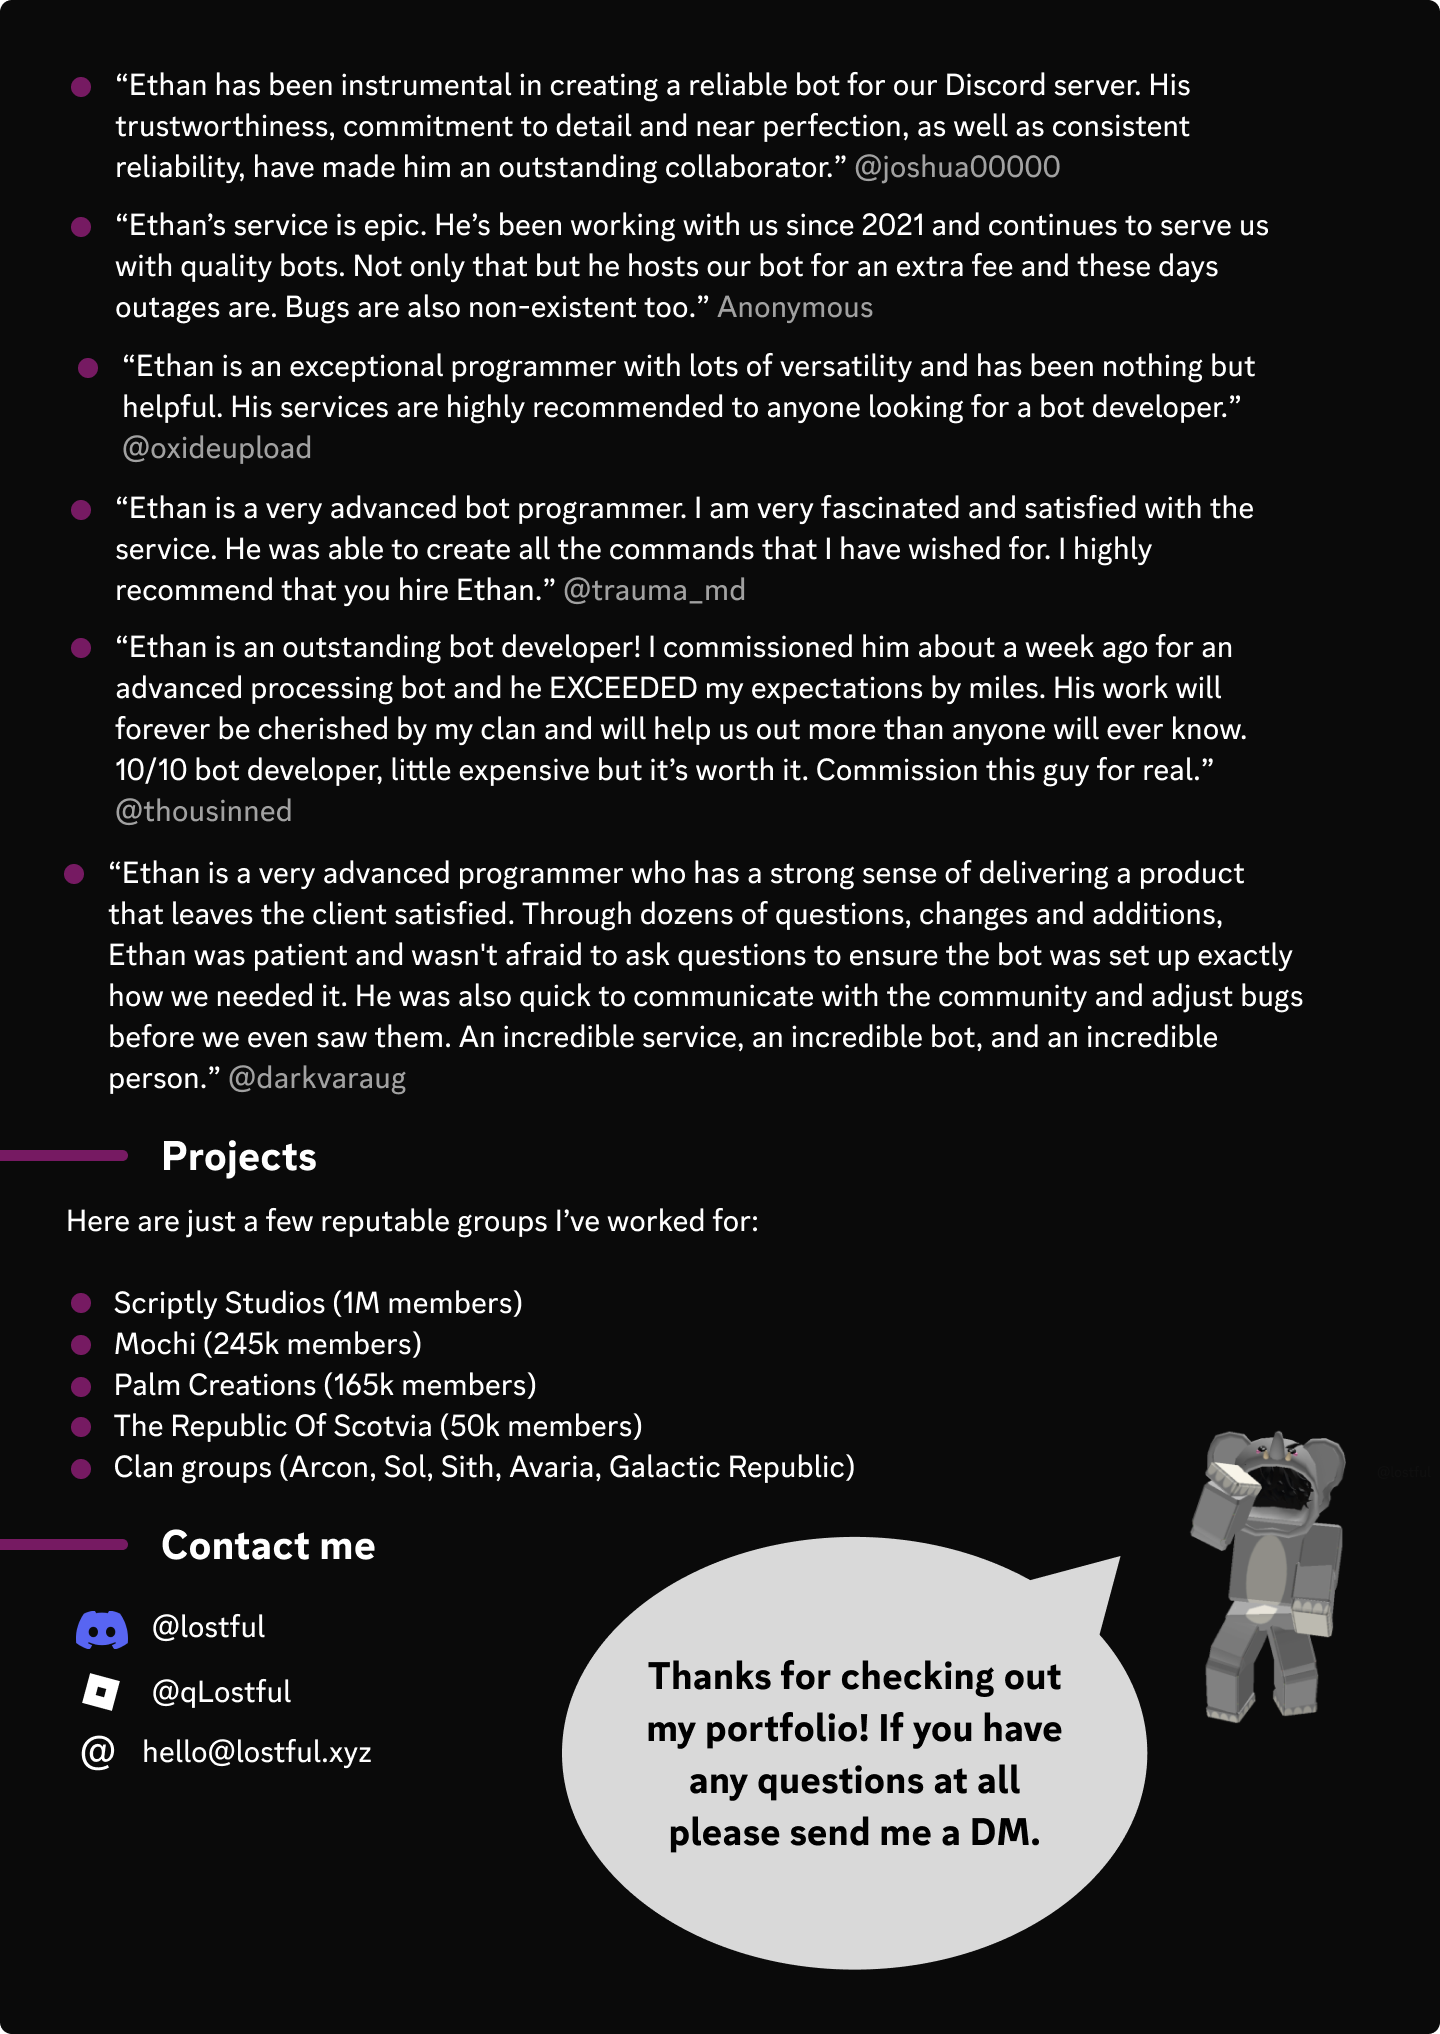 “Ethan has been instrumental in creating a reliable bot for our Discord server. His
trustworthiness, commitment to detail and near perfection, as well as consistent
reliability, have made him an outstanding collaborator.” @joshua00000
“Ethan’s service is epic. He’s been working with us since 2021 and continues to serve us
with quality bots. Not only that but he hosts our bot for an extra fee and these days
outages are. Bugs are also non-existent too.” Anonymous
“Ethan is an exceptional programmer with lots of versatility and has been nothing but
helpful. His services are highly recommended to anyone looking for a bot developer.”
@oxideupload
“Ethan is a very advanced bot programmer. I am very fascinated and satisfied with the
service. He was able to create all the commands that I have wished for. I highly
recommend that you hire Ethan.” @trauma_md
“Ethan is an outstanding bot developer! I commissioned him about a week ago for an
advanced processing bot and he EXCEEDED my expectations by miles. His work will
forever be cherished by my clan and will help us out more than anyone will ever know.
10/10 bot developer, little expensive but it’s worth it. Commission this guy for real.”
@thousinned
“Ethan is a very advanced programmer who has a strong sense of delivering a product
that leaves the client satisfied. Through dozens of questions, changes and additions,
Ethan was patient and wasn't afraid to ask questions to ensure the bot was set up exactly
how we needed it. He was also quick to communicate with the community and adjust bugs
before we even saw them. An incredible service, an incredible bot, and an incredible
person.” @darkvaraug
Projects
Here are just a few reputable groups I’ve worked for:
Scriptly Studios (1M members)
Mochi (245k members)
Palm Creations (165k members)
The Republic Of Scotvia (50k members)
Clan groups (Arcon, Sol, Sith, Avaria, Galactic Republic)
Contact me
@lostful
@qLostful
@ hello@lostful.xyz
Thanks for checking out
my portfolio! If you have
any questions at all
please send me a DM.